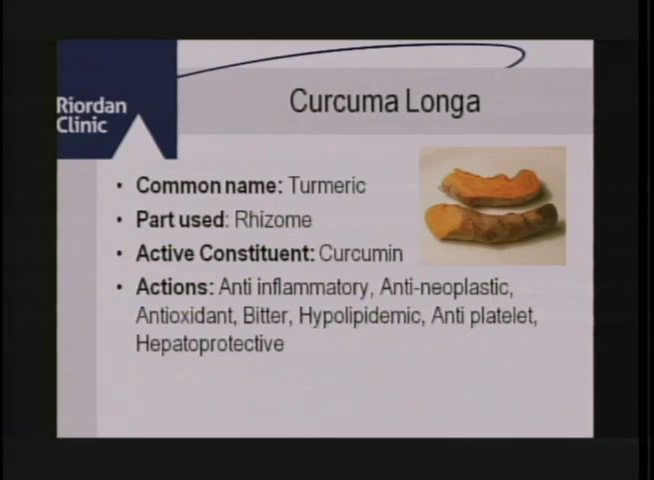 Riordan
Clinic
Curcuma Longa
• Common name: Turmeric
• Part used: Rhizome
• Active Constituent: Curcumin
• Actions: Anti inflammatory, Anti-neoplastic,
Antioxidant, Bitter, Hypolipidemic, Anti platelet,
Hepatoprotective